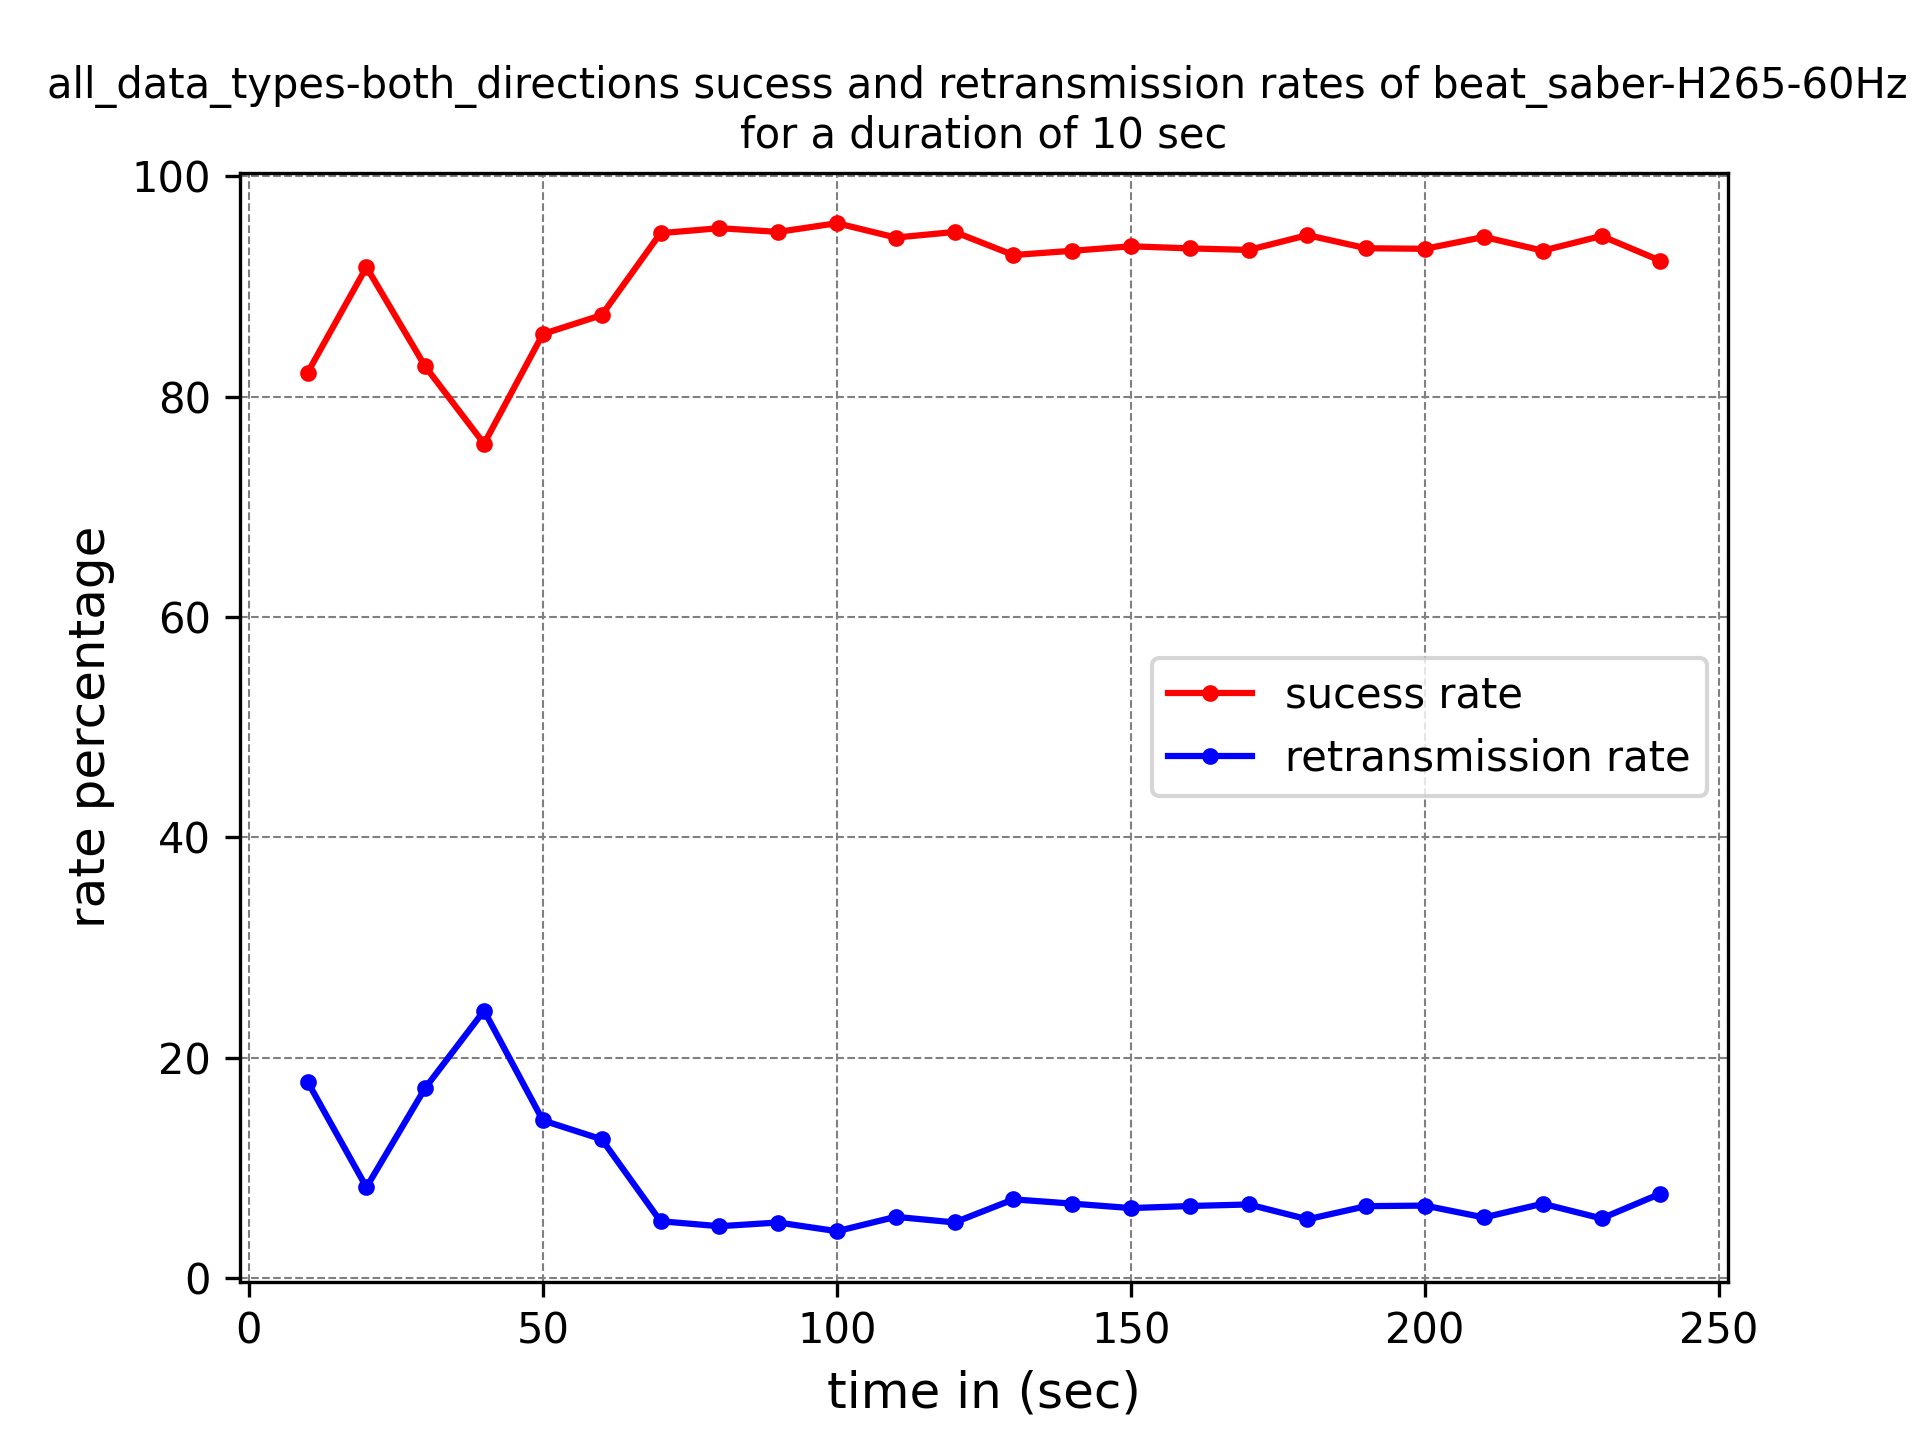 all_data_types-both_directions sucess and retransmission rates of beat_saber-H265-60Hz
for a duration of 10 sec
100
80
60
40
20
0
rate percentage
sucess rate
retransmission rate
0 50 100 150 200 250
time in (sec)